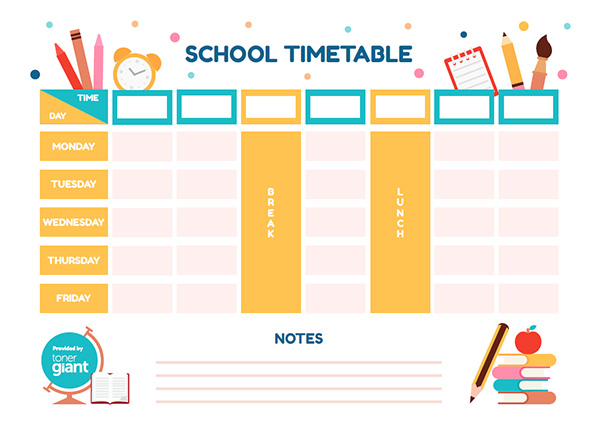 SCHOOL TIMETABLE
TIME
DAY
MONDAY
TUESDAY
WEDNESDAY
THURSDAY
FRIDAY
BREAK
LUNCH
NOTES
Provided by
toner
giant